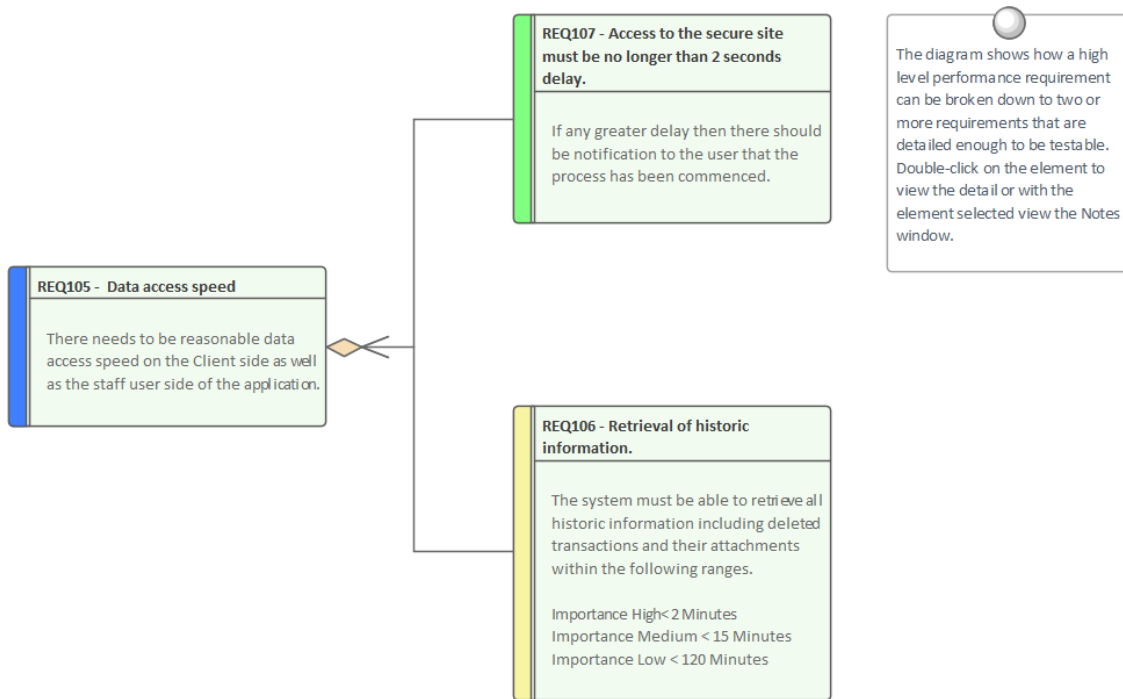 REQ107 - Access to the secure site
must be no longer than 2 seconds
delay.
If any greater delay then there should
be notification to the user that the
process has been commenced.
The diagram shows how a high
level performance requirement
can be broken down to two or
more requirements that are
detailed enough to be testable.
Double-click on the element to
view the detail or with the
element selected view the Notes
window.
REQ105 - Data access speed
There needs to be reasonable data
access speed on the Client side as well
as the staff user side of the application.
REQ106 - Retrieval of historic
information.
The system must be able to retrieve all
historic information including deleted
transactions and their attachments
within the following ranges.
Importance High< 2 Minutes
Importance Medium < 15 Minutes
Importance Low < 120 Minutes